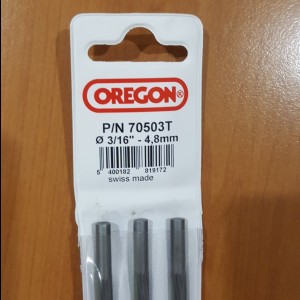 OREGON®
P/N 70503T
Ø 3/16" - 4,8mm
5 400182 819172
swiss made